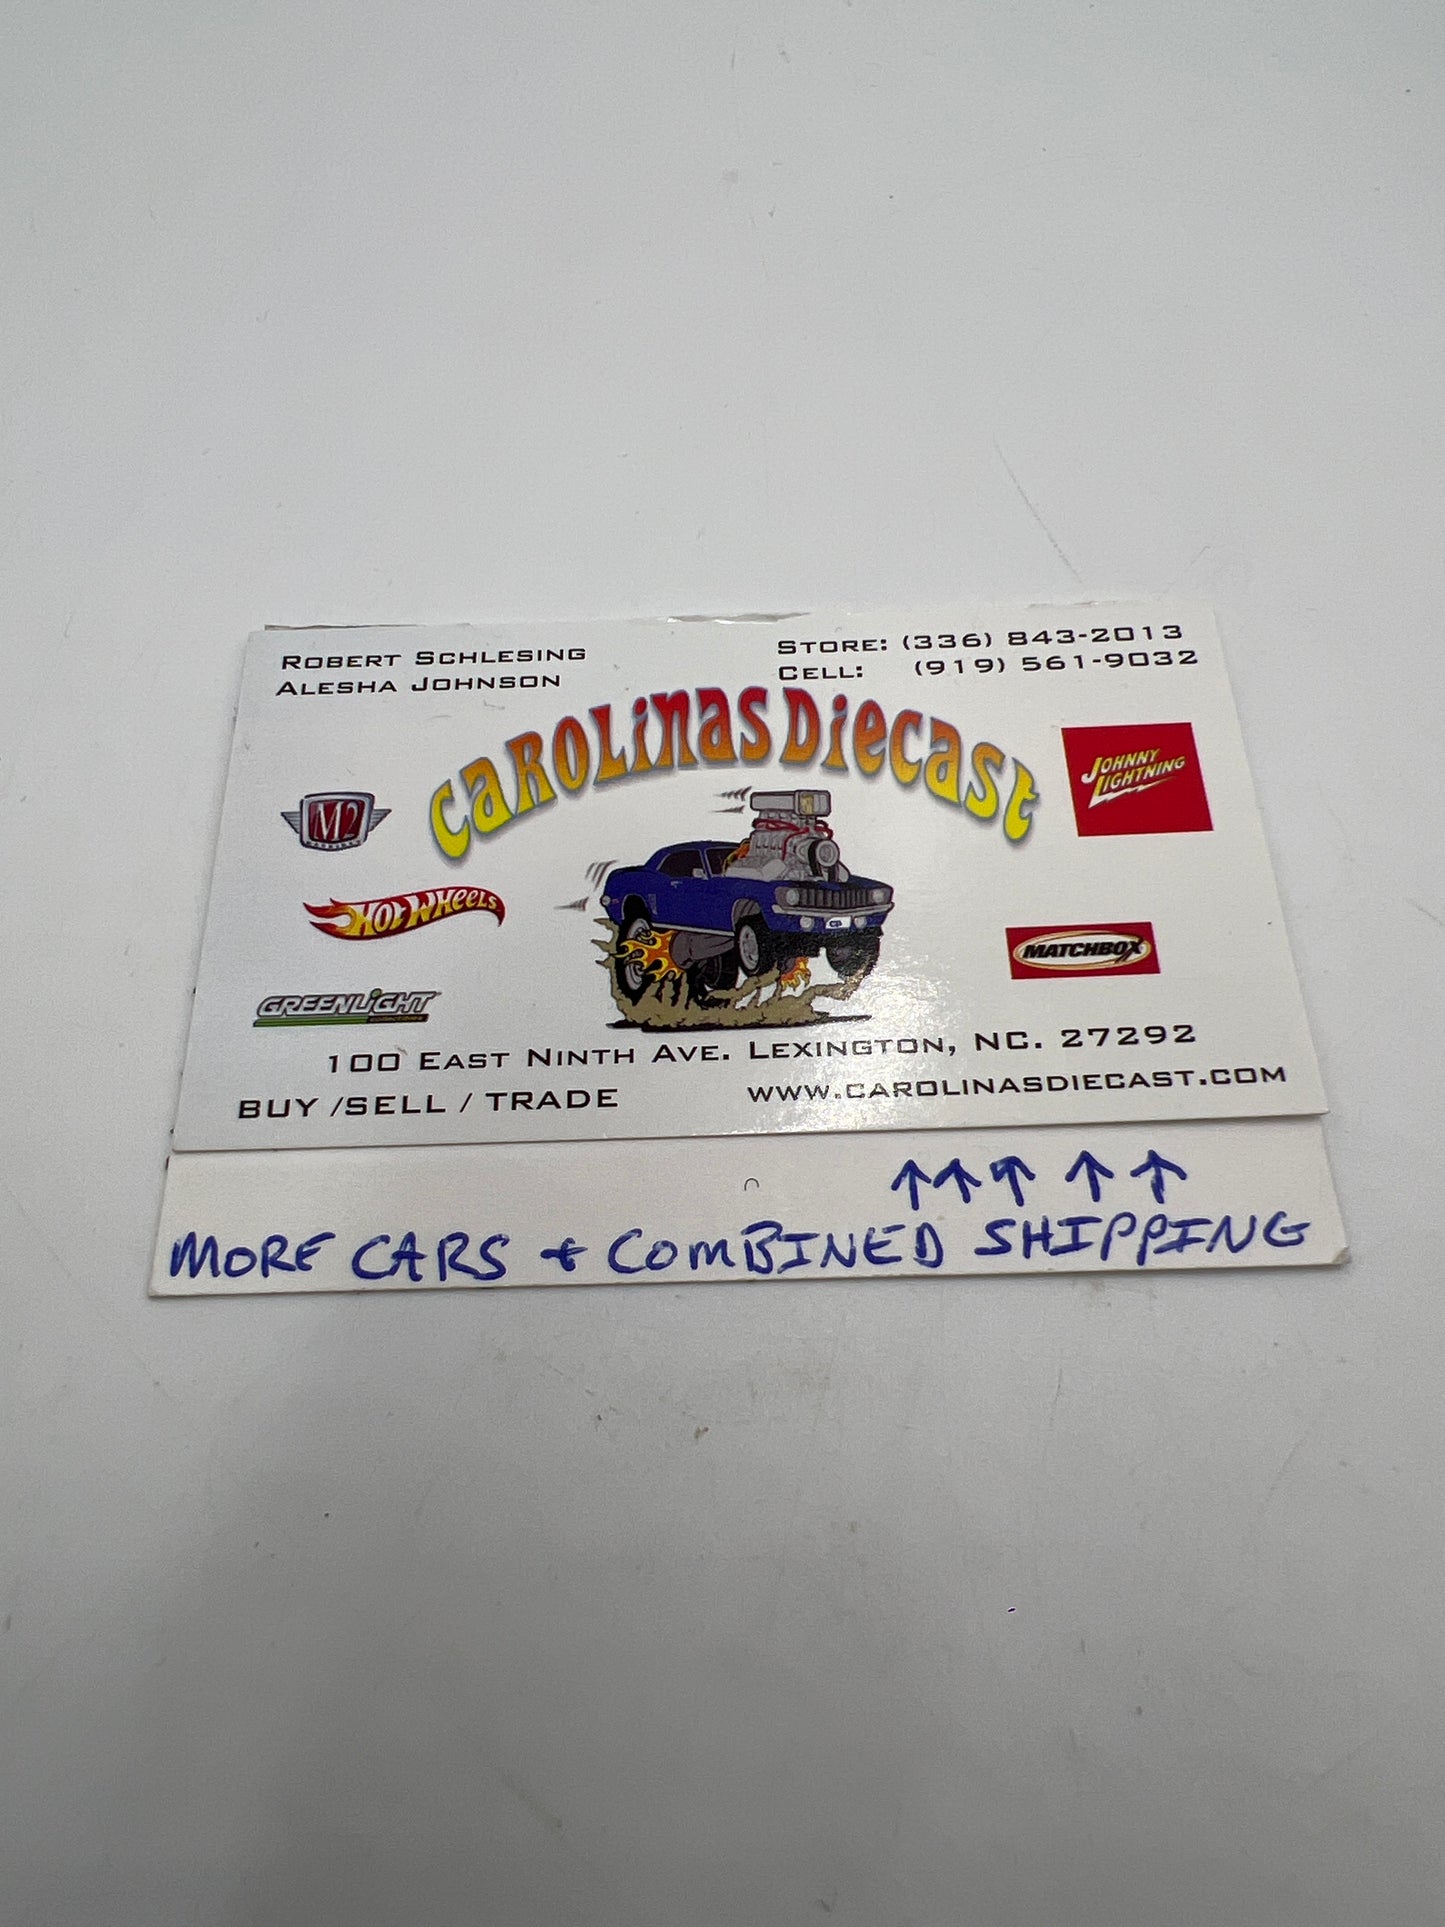 ROBERT SCHLESING
ALESHA JOHNSON
STORE: (336) 843-2013
CELL: (919) 561-9032
CAROLINAS DIECAST
M2
HOT WHEELS
GREENLIGHT
JOHNNY
LIGHTNING
MATCHBOX
CD
100 EAST NINTH AVE. LEXINGTON, NC. 27292
BUY /SELL / TRADE
WWW.CAROLINASDIECAST.COM
↑↑↑ ↑ ↑
MORE CARS + COMBINED SHIPPING